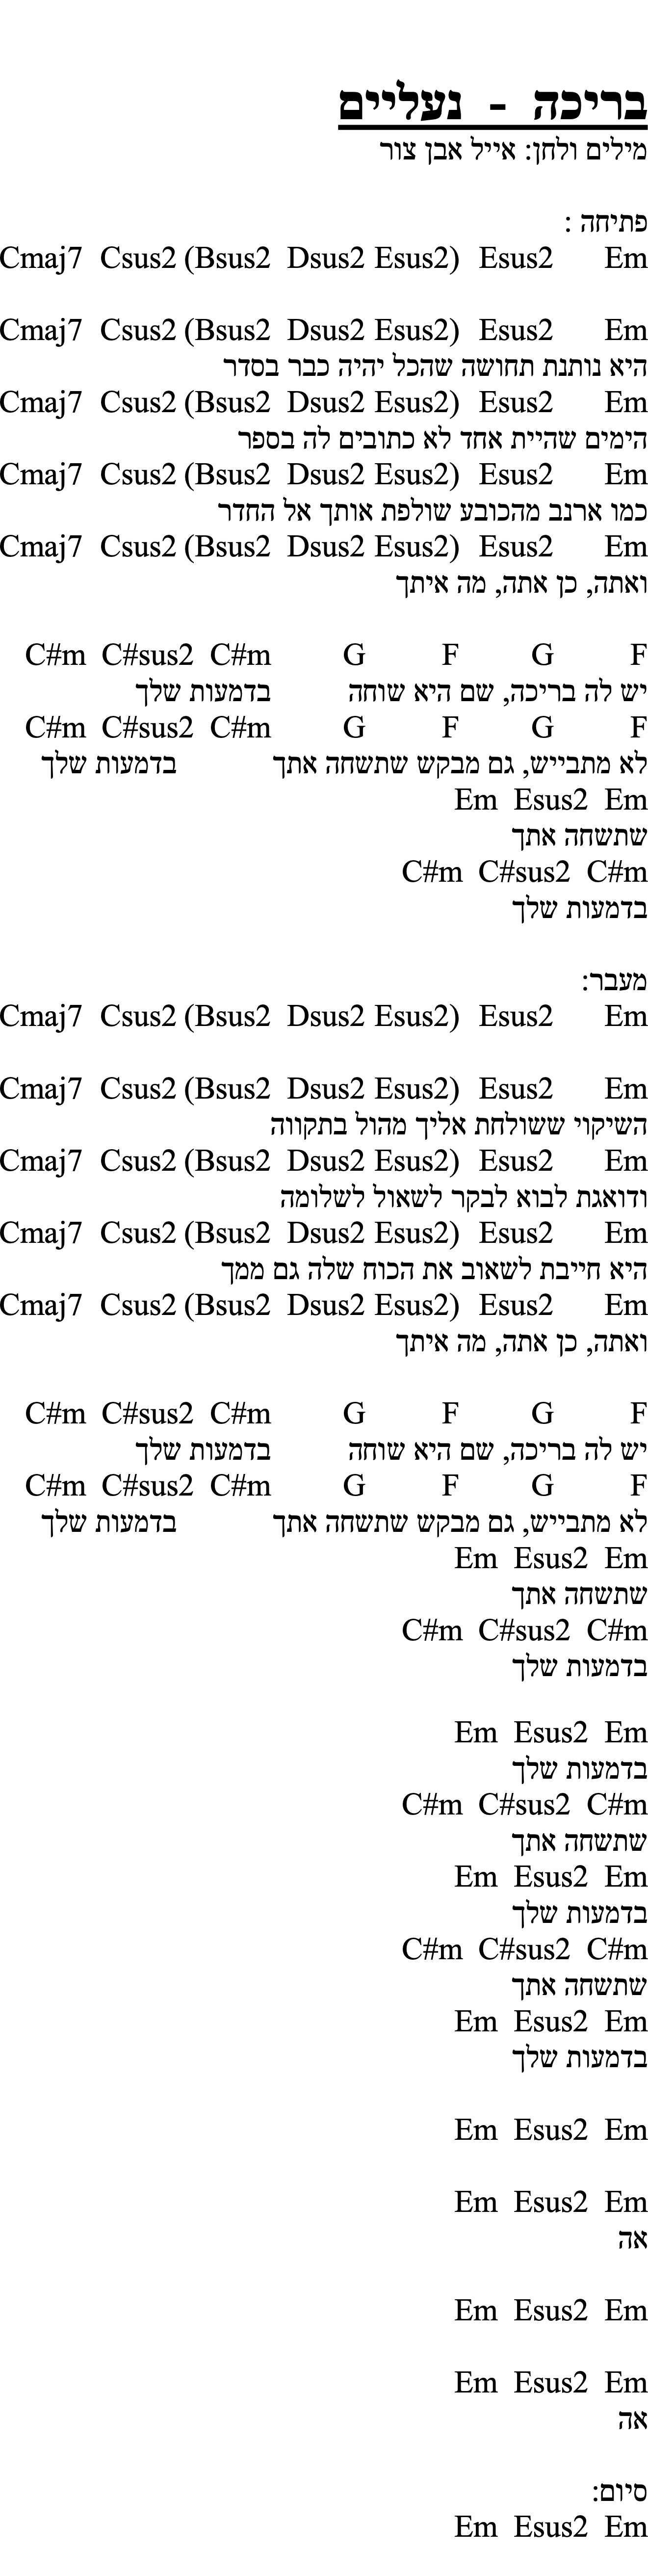 בריכה - נעליים
מילים ולחן: אייל אבן צור
פתיחה :
Cmaj7 Csus2 (Bsus2 Dsus2 Esus2) Esus2 Em
Cmaj7 Csus2 (Bsus2 Dsus2 Esus2) Esus2 Em
היא נותנת תחושה שהכל יהיה כבר בסדר
Cmaj7 Csus2 (Bsus2 Dsus2 Esus2) Esus2 Em
הימים שהיית אחד לא כתובים לה בספר
Cmaj7 Csus2 (Bsus2 Dsus2 Esus2) Esus2 Em
כמו ארנב מהכובע שולפת אותך אל החדר
Cmaj7 Csus2 (Bsus2 Dsus2 Esus2) Esus2 Em
ואתה, כן אתה, מה איתך
C#m C#sus2 C#m G F G F
יש לה בריכה, שם היא שוחה בדמעות שלך
C#m C#sus2 C#m G F G F
לא מתבייש, גם מבקש שתשחה אתך בדמעות שלך
Em Esus2 Em
שתשחה אתך
C#m C#sus2 C#m
בדמעות שלך
מעבר:
Cmaj7 Csus2 (Bsus2 Dsus2 Esus2) Esus2 Em
Cmaj7 Csus2 (Bsus2 Dsus2 Esus2) Esus2 Em
השיקוי ששולחת אליך מהול בתקווה
Cmaj7 Csus2 (Bsus2 Dsus2 Esus2) Esus2 Em
ודואגת לבוא לבקר לשאול לשלומה
Cmaj7 Csus2 (Bsus2 Dsus2 Esus2) Esus2 Em
היא חייבת לשאוב את הכוח שלה גם ממך
Cmaj7 Csus2 (Bsus2 Dsus2 Esus2) Esus2 Em
ואתה, כן אתה, מה איתך
C#m C#sus2 C#m G F G F
יש לה בריכה, שם היא שוחה בדמעות שלך
C#m C#sus2 C#m G F G F
לא מתבייש, גם מבקש שתשחה אתך בדמעות שלך
Em Esus2 Em
שתשחה אתך
C#m C#sus2 C#m
בדמעות שלך
Em Esus2 Em
בדמעות שלך
C#m C#sus2 C#m
שתשחה אתך
Em Esus2 Em
בדמעות שלך
C#m C#sus2 C#m
שתשחה אתך
Em Esus2 Em
בדמעות שלך
Em Esus2 Em
Em Esus2 Em
אה
Em Esus2 Em
Em Esus2 Em
אה
סיום:
Em Esus2 Em